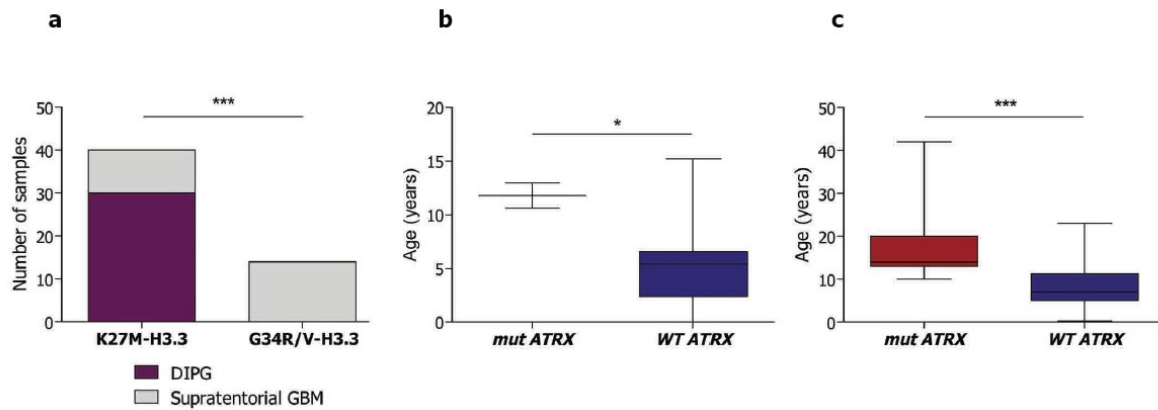 a
***
50
40
30
20
10
0
Number of samples
K27M-H3.3
G34R/V-H3.3
DIPG
Supratentorial GBM
b
*
20
15
10
5
0
Age (years)
mut ATRX
WT ATRX
c
***
50
40
30
20
10
0
Age (years)
mut ATRX
WT ATRX